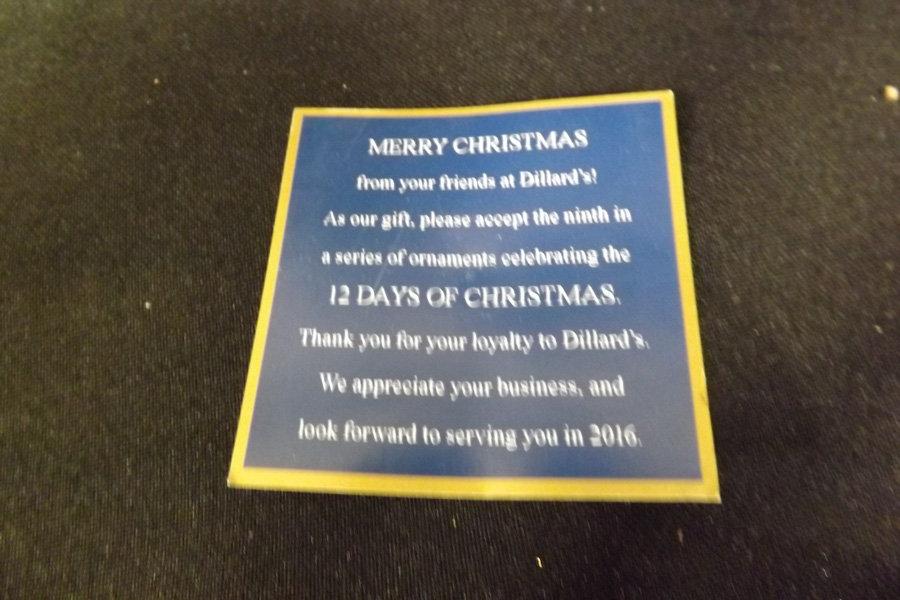 MERRY CHRISTMAS
from your friends at Dillard's!
As our gift, please accept the ninth in
a series of ornaments celebrating the
12 DAYS OF CHRISTMAS.
Thank you for your loyalty to Dillard's.
We appreciate your business, and
look forward to serving you in 2016.